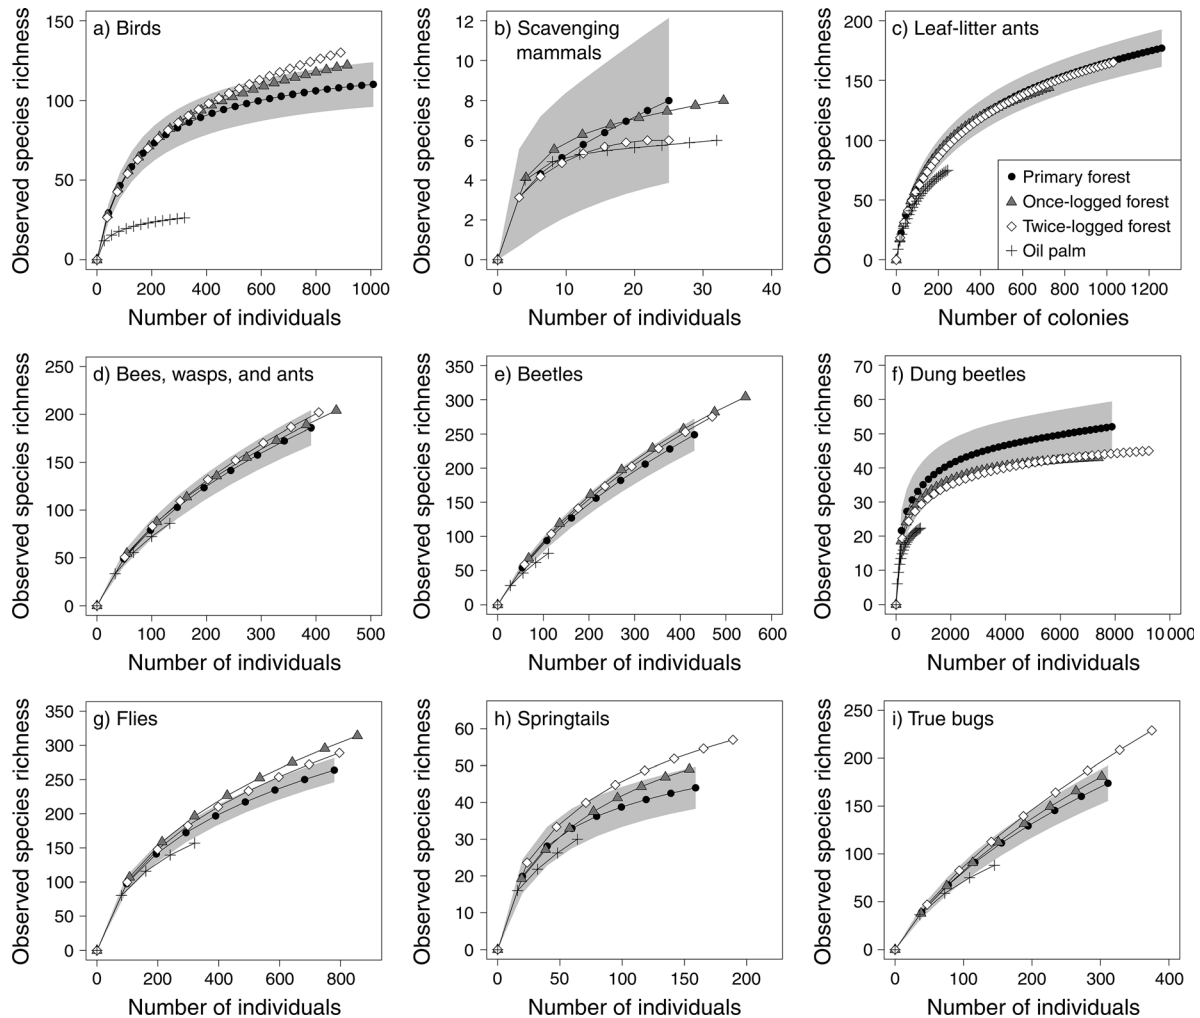 a) Birds
Observed species richness
150
100
50
0
0 200 400 600 800 1000
Number of individuals
b) Scavenging
mammals
Observed species richness
12
10
8
6
4
2
0
0 10 20 30 40
Number of individuals
c) Leaf-litter ants
Observed species richness
200
150
100
50
0
Primary forest
Once-logged forest
Twice-logged forest
Oil palm
0 200 400 600 800 1000 1200
Number of colonies
d) Bees, wasps, and ants
Observed species richness
250
200
150
100
50
0
0 100 200 300 400 500
Number of individuals
e) Beetles
Observed species richness
350
300
250
200
150
100
50
0
0 100 200 300 400 500 600
Number of individuals
f) Dung beetles
Observed species richness
70
60
50
40
30
20
10
0
0 2000 4000 6000 8000 10 000
Number of individuals
g) Flies
Observed species richness
350
300
250
200
150
100
50
0
0 200 400 600 800
Number of individuals
h) Springtails
Observed species richness
60
50
40
30
20
10
0
0 50 100 150 200
Number of individuals
i) True bugs
Observed species richness
250
200
150
100
50
0
0 100 200 300 400
Number of individuals